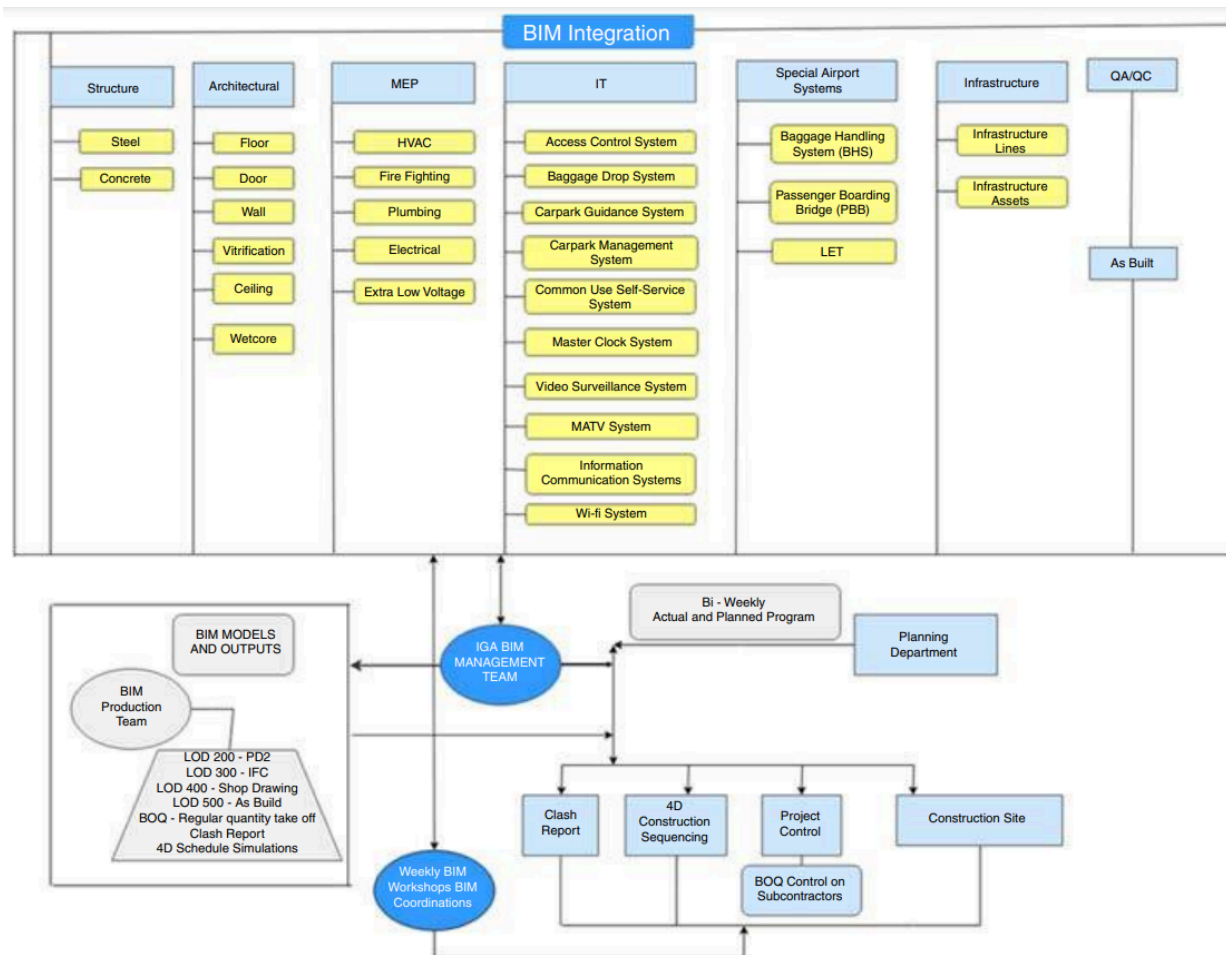 BIM Integration
Structure
Steel
Concrete
Architectural
Floor
Door
Wall
Vitrification
Ceiling
Wetcore
MEP
HVAC
Fire Fighting
Plumbing
Electrical
Extra Low Voltage
IT
Access Control System
Baggage Drop System
Carpark Guidance System
Carpark Management
System
Common Use Self-Service
System
Master Clock System
Video Surveillance System
MATV System
Information
Communication Systems
Wi-fi System
Special Airport
Systems
Baggage Handling
System (BHS)
Passenger Boarding
Bridge (PBB)
LET
Infrastructure
Infrastructure
Lines
Infrastructure
Assets
QA/QC
As Built
BIM MODELS
AND OUTPUTS
BIM
Production
Team
LOD 200 - PD2
LOD 300 - IFC
LOD 400 - Shop Drawing
LOD 500 - As Build
BOQ - Regular quantity take off
Clash Report
4D Schedule Simulations
IGA BIM
MANAGEMENT
TEAM
Bi - Weekly
Actual and Planned Program
Planning
Department
Clash
Report
4D
Construction
Sequencing
Project
Control
Construction Site
BOQ Control on
Subcontractors
Weekly BIM
Workshops BIM
Coordinations